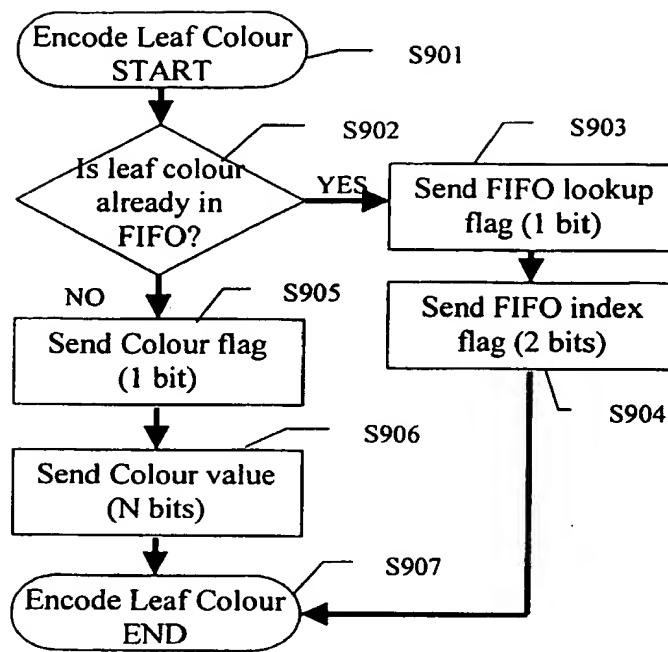 Encode Leaf Colour
START
S901
S902
Is leaf colour
already in
FIFO?
YES
S903
Send FIFO lookup
flag (1 bit)
Send FIFO index
flag (2 bits)
S904
NO
S905
Send Colour flag
(1 bit)
S906
Send Colour value
(N bits)
S907
Encode Leaf Colour
END